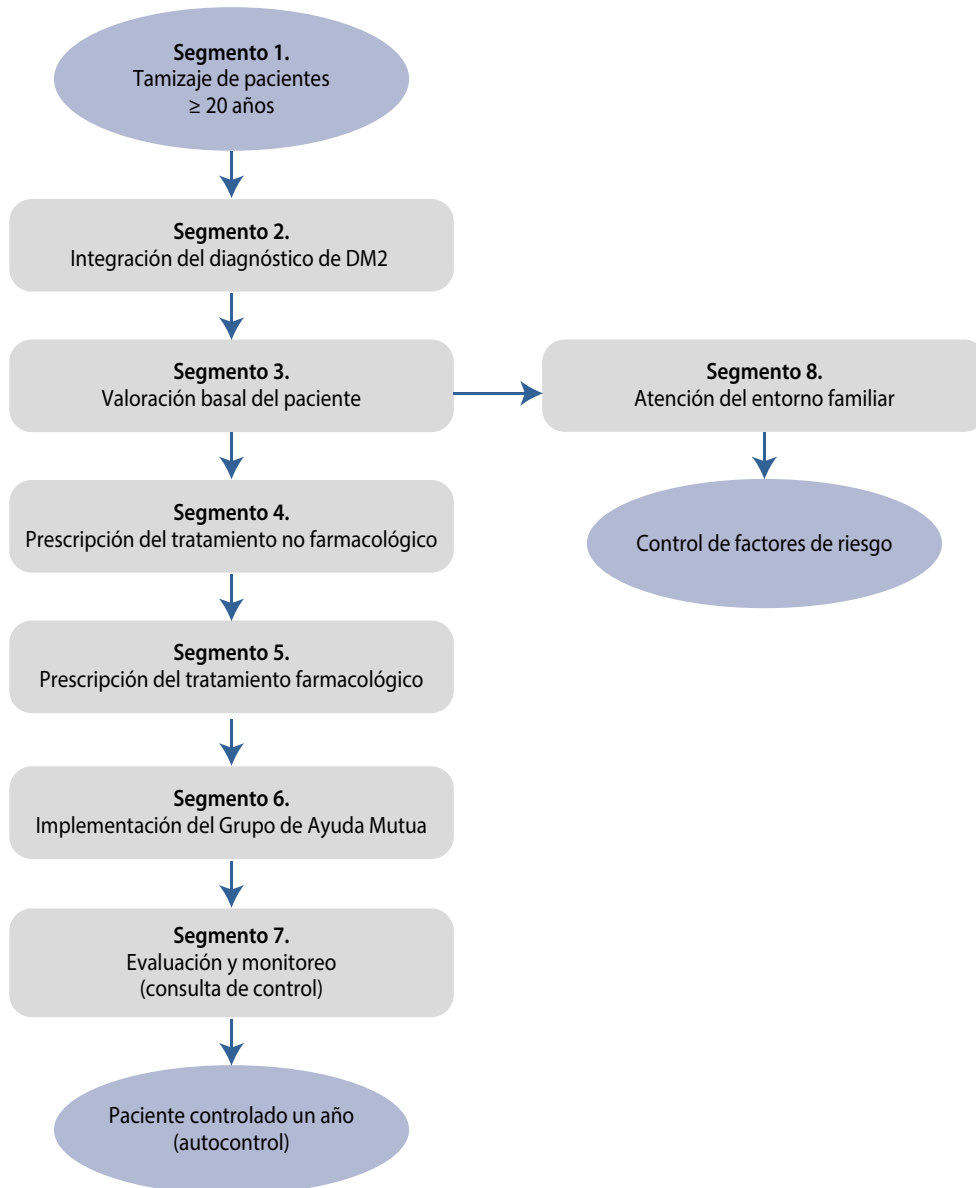 Segmento 1.
Tamizaje de pacientes
≥ 20 años
Segmento 2.
Integración del diagnóstico de DM2
Segmento 3.
Valoración basal del paciente
Segmento 8.
Atención del entorno familiar
Segmento 4.
Prescripción del tratamiento no farmacológico
Control de factores de riesgo
Segmento 5.
Prescripción del tratamiento farmacológico
Segmento 6.
Implementación del Grupo de Ayuda Mutua
Segmento 7.
Evaluación y monitoreo
(consulta de control)
Paciente controlado un año
(autocontrol)